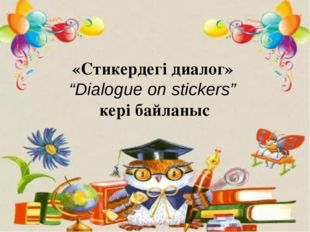 «Стикердегі диалог»
“Dialogue on stickers”
кері байланыс